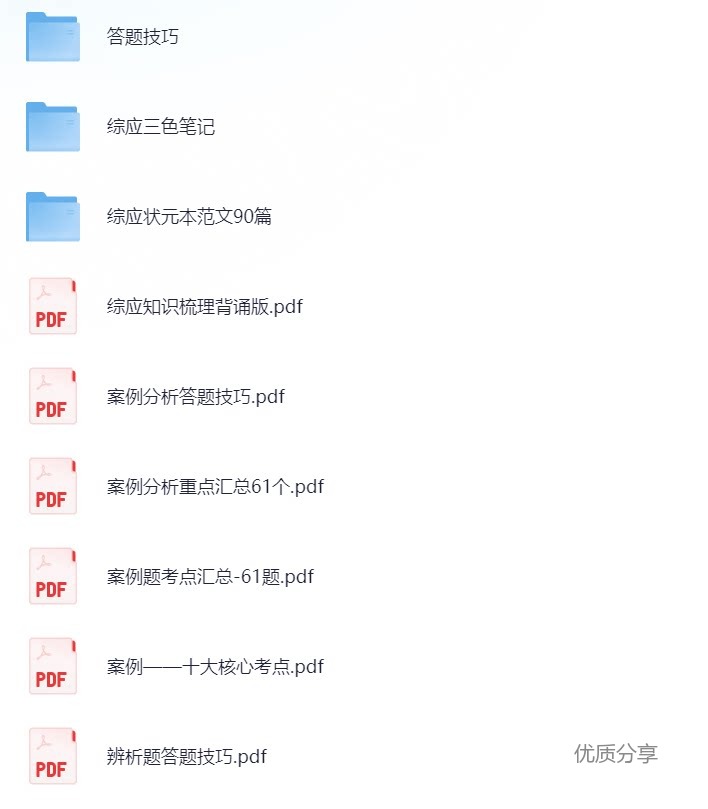 答题技巧
综应三色笔记
综应状元本范文90篇
PDF
综应知识梳理背诵版.pdf
PDF
案例分析答题技巧.pdf
PDF
案例分析重点汇总61个.pdf
PDF
案例题考点汇总-61题.pdf
PDF
案例——十大核心考点.pdf
PDF
辨析题答题技巧.pdf
优质分享